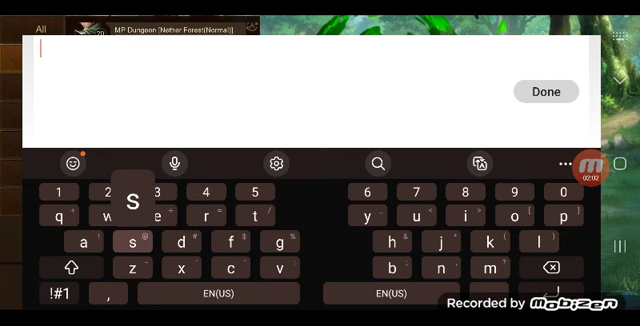 All
MP Dungeon [Nether Forest(Normal)]
20
Done
02:02
1 2 3 4 5 6 7 8 9 0
s
q + w e ÷ r = t / y _ u < i > o [ p ]
a ! s @ d # f $ g % h & j * k ( l )
z - x ' c " v : b , n , m ?
!#1 , EN(US) EN(US)
Recorded by Mobizen